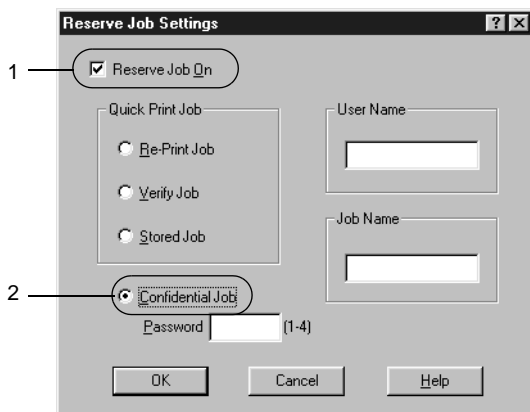 Reserve Job Settings
1
Reserve Job On
Quick Print Job
Re-Print Job
Verify Job
Stored Job
User Name
Job Name
2
Confidential Job
Password
(1-4)
OK
Cancel
Help